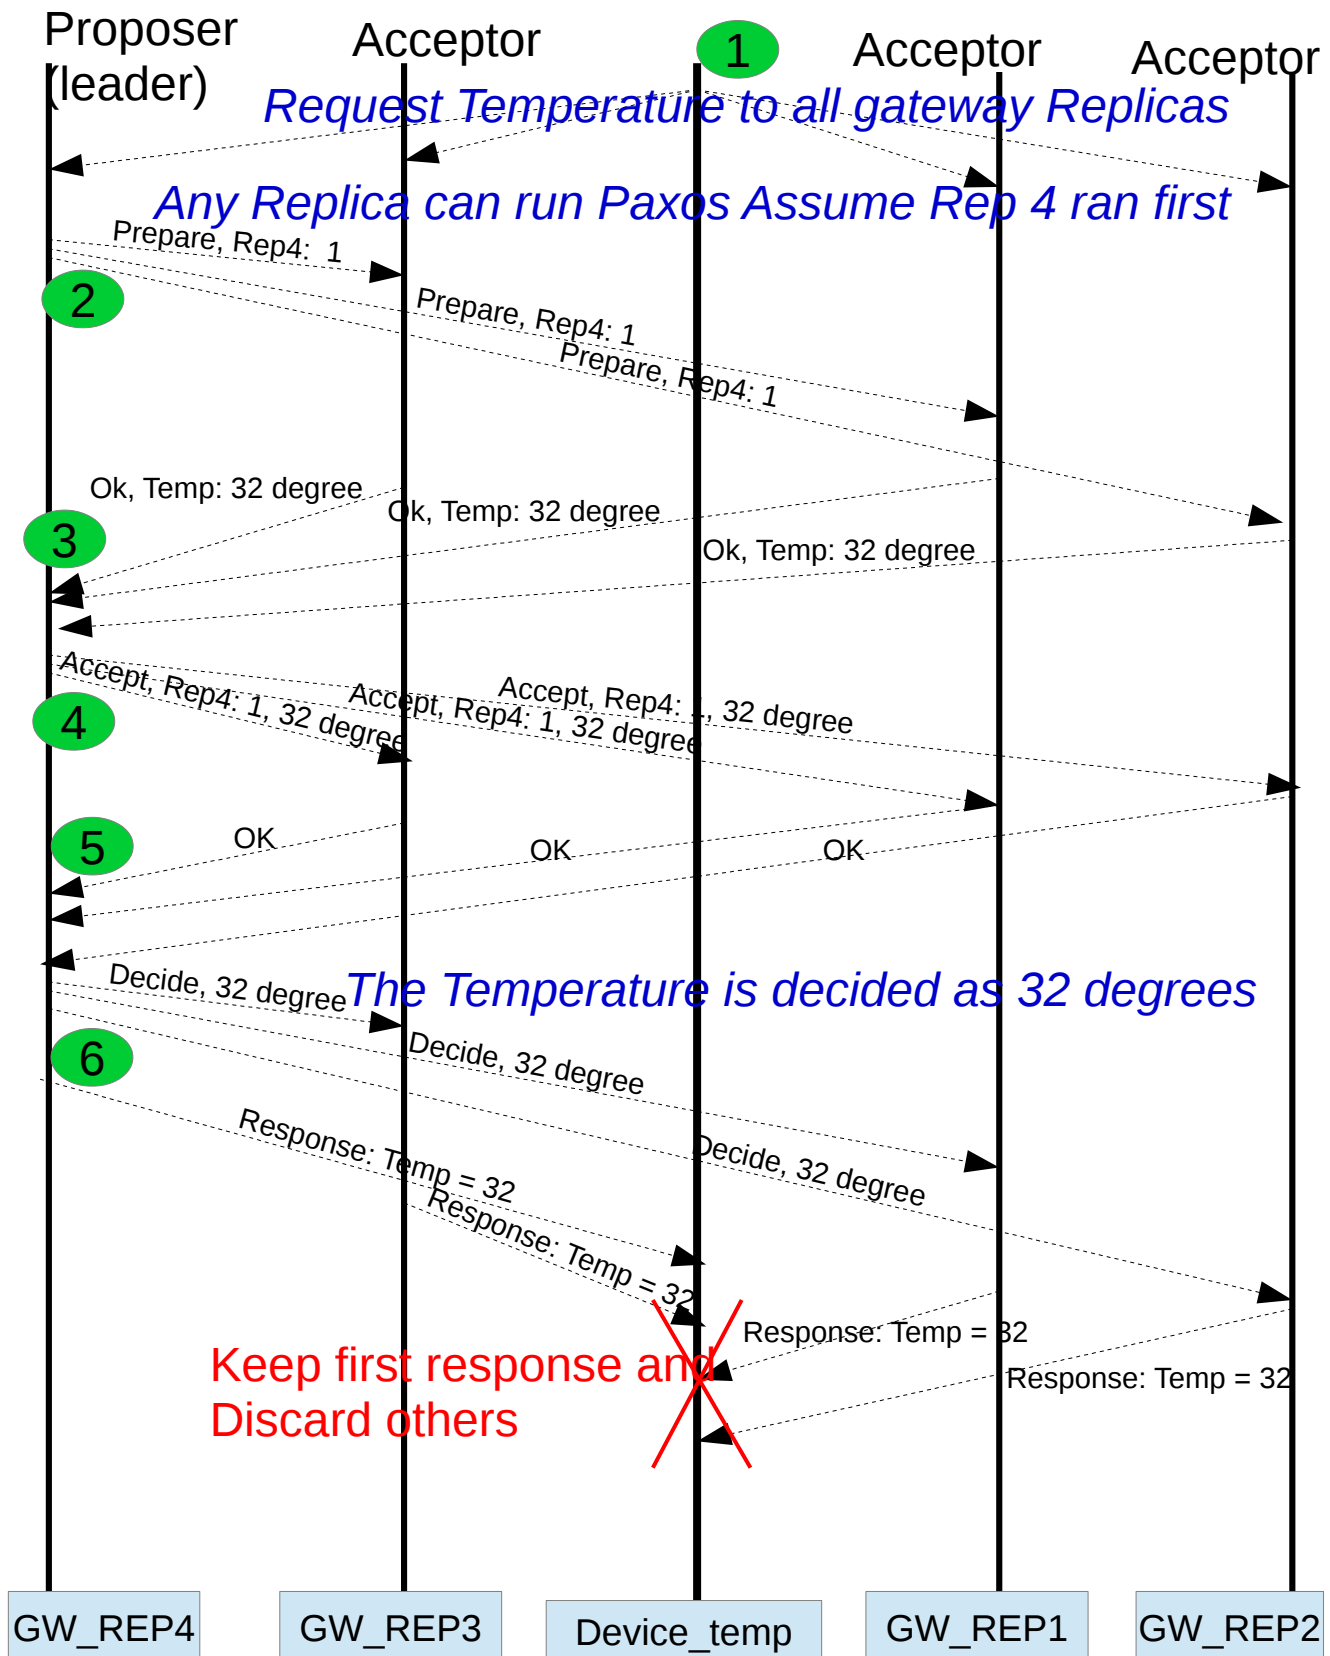 Proposer
(leader)
Acceptor
1
Acceptor
Acceptor
Request Temperature to all gateway Replicas
Any Replica can run Paxos Assume Rep 4 ran first
Prepare, Rep4:  1
2
Prepare, Rep4: 1
Prepare, Rep4: 1
Ok, Temp: 32 degree
Ok, Temp: 32 degree
3
Ok, Temp: 32 degree
Accept, Rep4: 1, 32 degree
Accept, Rep4: 1, 32 degree
Accept, Rep4: 1, 32 degree
4
5
OK
OK
OK
Decide, 32 degree
The Temperature is decided as 32 degrees
6
Decide, 32 degree
Response: Temp = 32
Decide, 32 degree
Response: Temp = 32
Response: Temp = 32
Keep first response and
Discard others
Response: Temp = 32
GW_REP4
GW_REP3
Device_temp
GW_REP1
GW_REP2